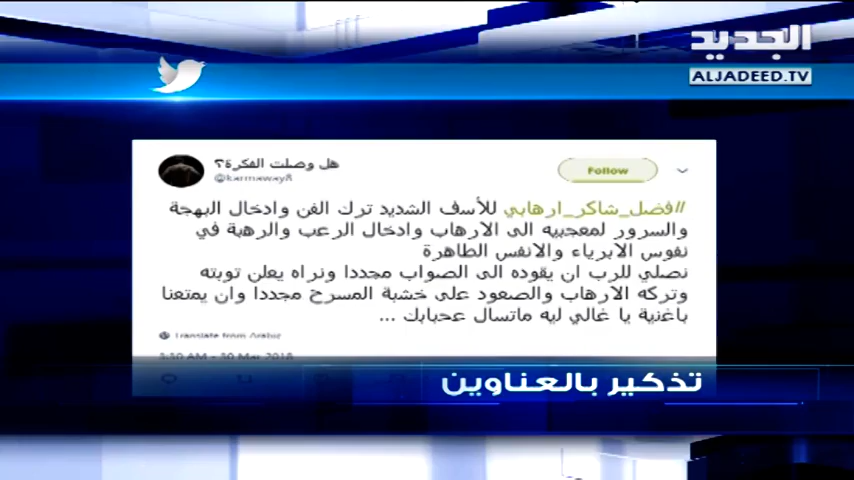 الجديد
ALJADEED.TV
هل وصلت الفكرة؟
@karmaway8
Follow
#فضل_شاكر_ارهابي للأسف الشديد ترك الفن وادخال البهجة
والسرور لمعجبيه الى الارهاب وادخال الرعب والرهبة في
نفوس الابرياء والانفس الطاهرة
نصلي للرب ان يقوده الى الصواب مجددا ونراه يعلن توبته
وتركه الارهاب والصعود على خشبة المسرح مجددا وان يمتعنا
باغنية يا غالي ليه ماتسال عحبابك ...
Translate from Arabic
3:30 AM - 30 Mar 2018
تذكير بالعناوين